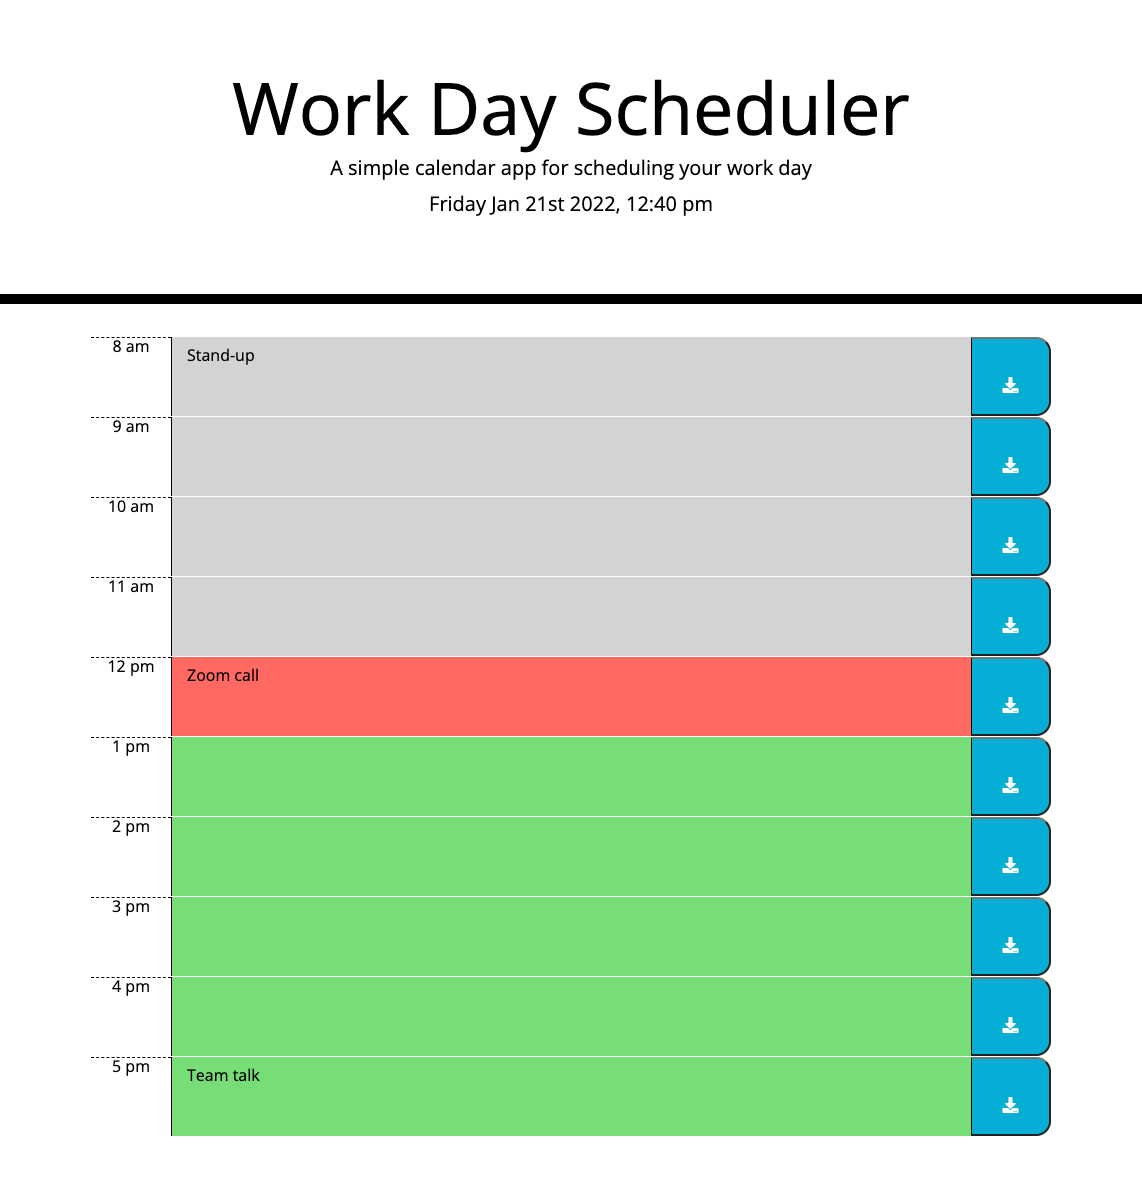 Work Day Scheduler
A simple calendar app for scheduling your work day
Friday Jan 21st 2022, 12:40 pm
8 am
Stand-up
9 am
10 am
11 am
12 pm
Zoom call
1 pm
2 pm
3 pm
4 pm
5 pm
Team talk